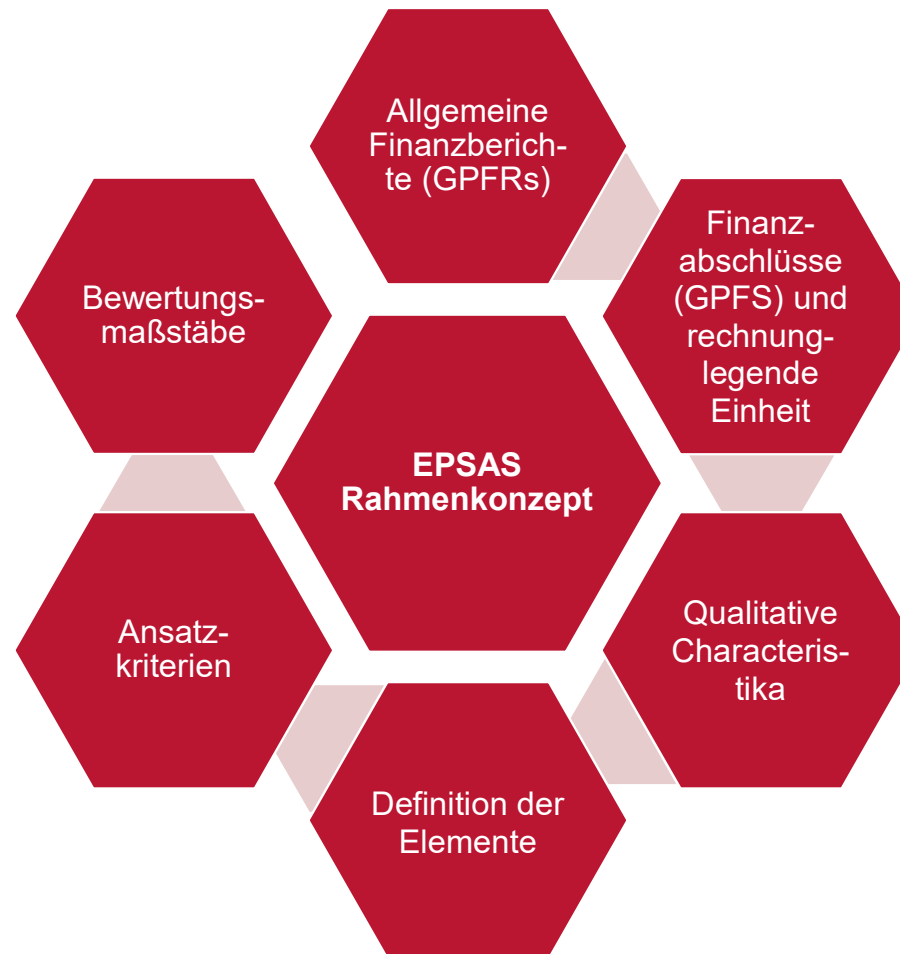 Allgemeine
Finanzberich-
te (GPFRs)
Finanz-
abschlüsse
(GPFS) und
rechnung-
legende
Einheit
Qualitative
Characteris-
tika
Definition der
Elemente
Ansatz-
kriterien
Bewertungs-
maßstäbe
EPSAS
Rahmenkonzept